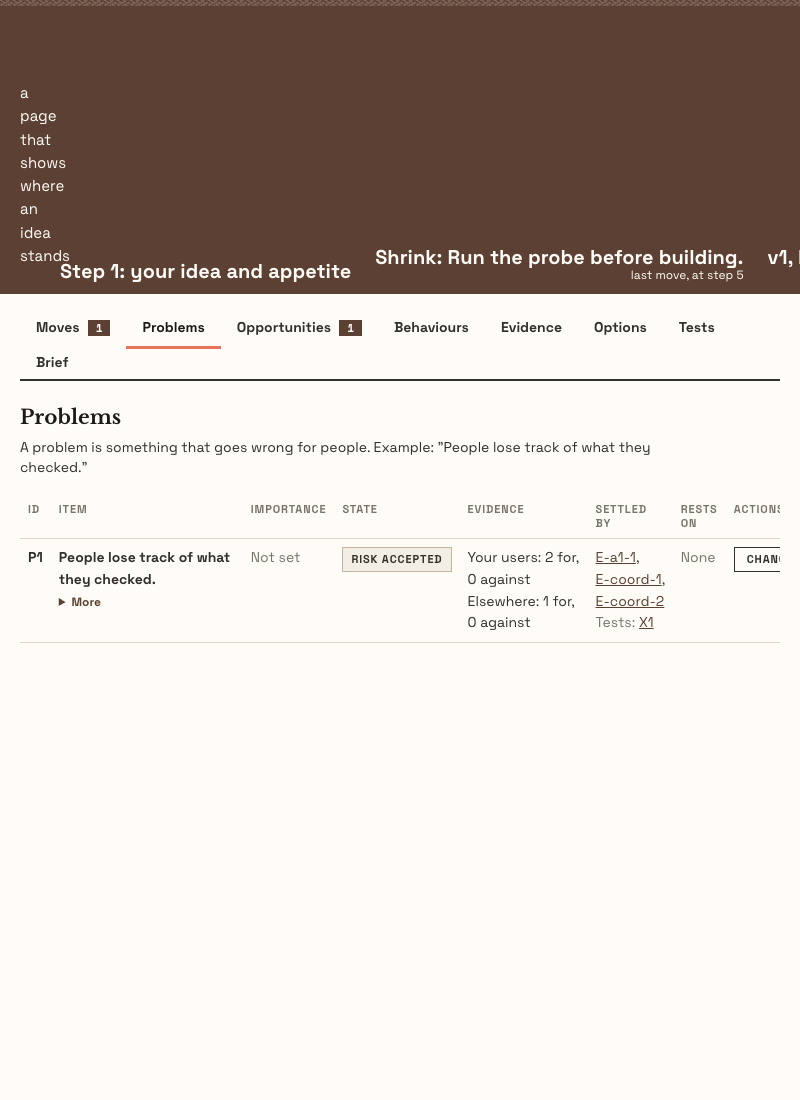 a
page
that
shows
where
an
idea
stands
Step 1: your idea and appetite
Shrink: Run the probe before building.
last move, at step 5
v1,
Moves 1 Problems Opportunities 1 Behaviours Evidence Options Tests
Brief
Problems
A problem is something that goes wrong for people. Example: ”People lose track of what they
checked.”
ID ITEM IMPORTANCE STATE EVIDENCE SETTLED BY RESTS ON ACTIONS
P1 People lose track of what they checked.
▶ More
Not set
RISK ACCEPTED
Your users: 2 for,
0 against
Elsewhere: 1 for,
0 against
E-a1-1,
E-coord-1,
E-coord-2
Tests: X1
None